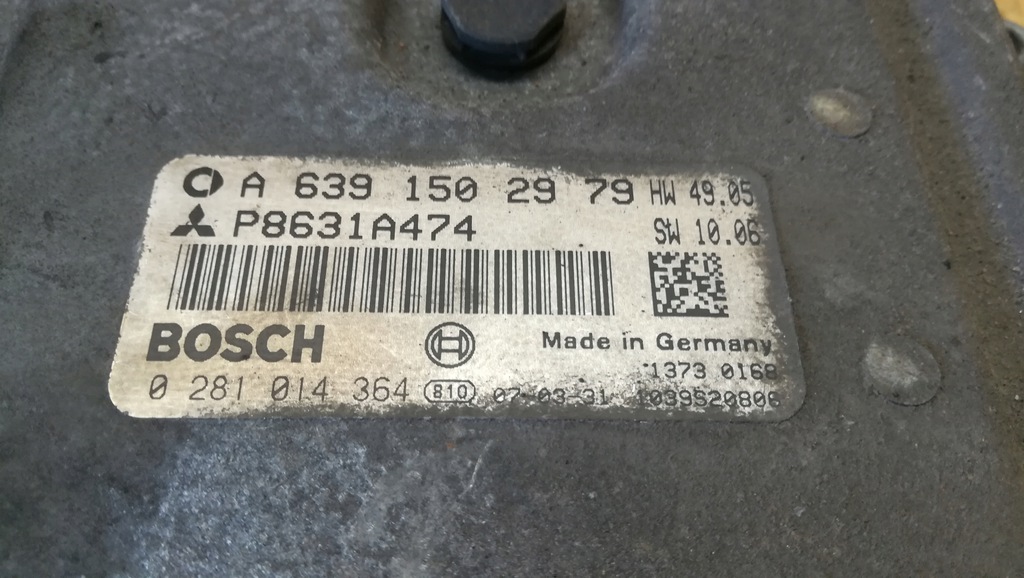 A 639 150 29 79 HW 49.05
P8631A474 SW 10.06
BOSCH
Made in Germany
1373 0168
0 281 014 364 810 07-03-31 1039S20806